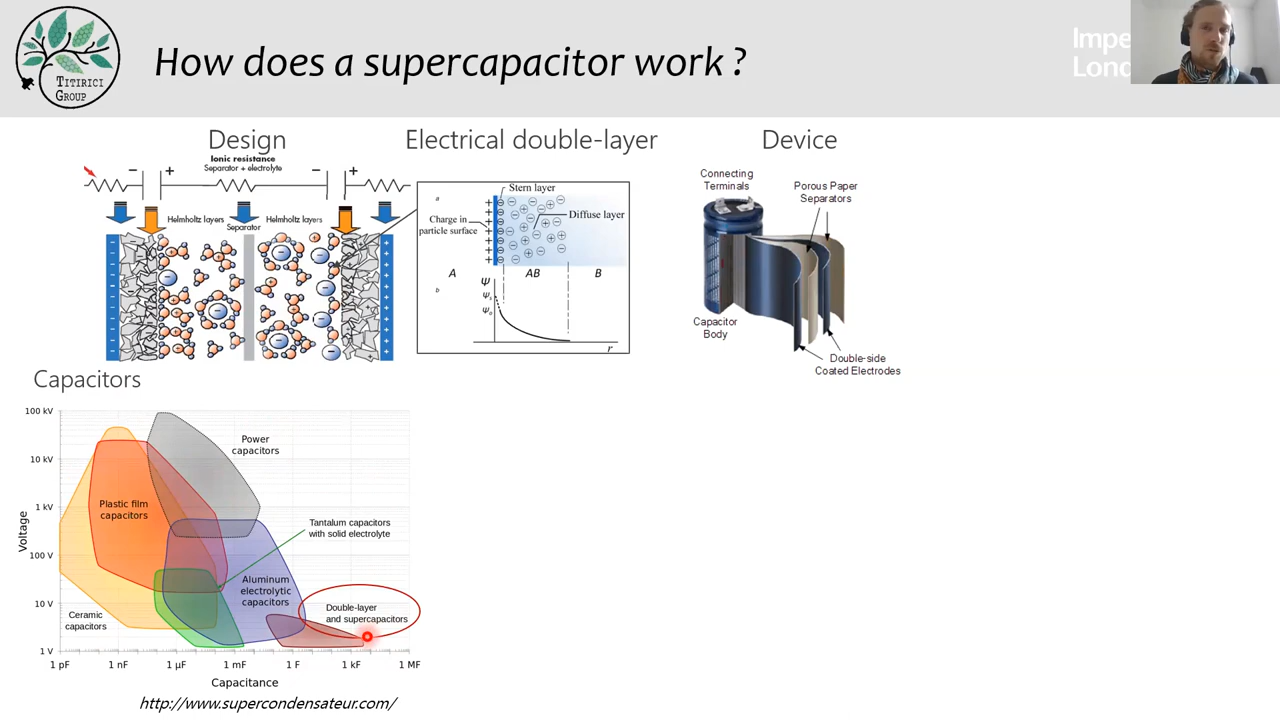 TITIRICI
GROUP
How does a supercapacitor work ?
Impe
Lond
Design
Electrical double-layer
Device
Ionic resistance
Separator + electrolyte
− + − +
Helmholtz layers
Helmholtz layers
Separator
a
Stern layer
Charge in
particle surface
Diffuse layer
A AB B
b
Ψ
r
Connecting
Terminals
Porous Paper
Separators
Capacitor
Body
Double-side
Coated Electrodes
Capacitors
100 kV
10 kV
1 kV
100 V
10 V
1 V
Voltage
Power
capacitors
Plastic film
capacitors
Tantalum capacitors
with solid electrolyte
Aluminum
electrolytic
capacitors
Ceramic
capacitors
Double-layer
and supercapacitors
1 pF 1 nF 1 µF 1 mF 1 F 1 kF 1 MF
Capacitance
http://www.supercondensateur.com/